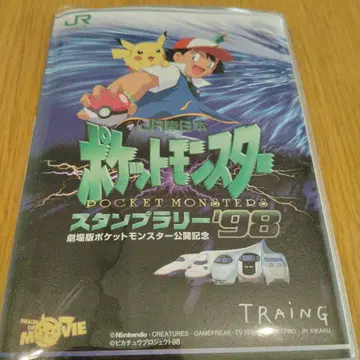 JR
JR東日本
ポケットモンスター
POCKET MONSTERS
スタンプラリー'98
劇場版ポケットモンスター公開記念
THE MOVIE
TRAING
©Nintendo・CREATURES・GAMEFREAK・TV
JR KIKAKU
©ピカチュウプロジェクト98